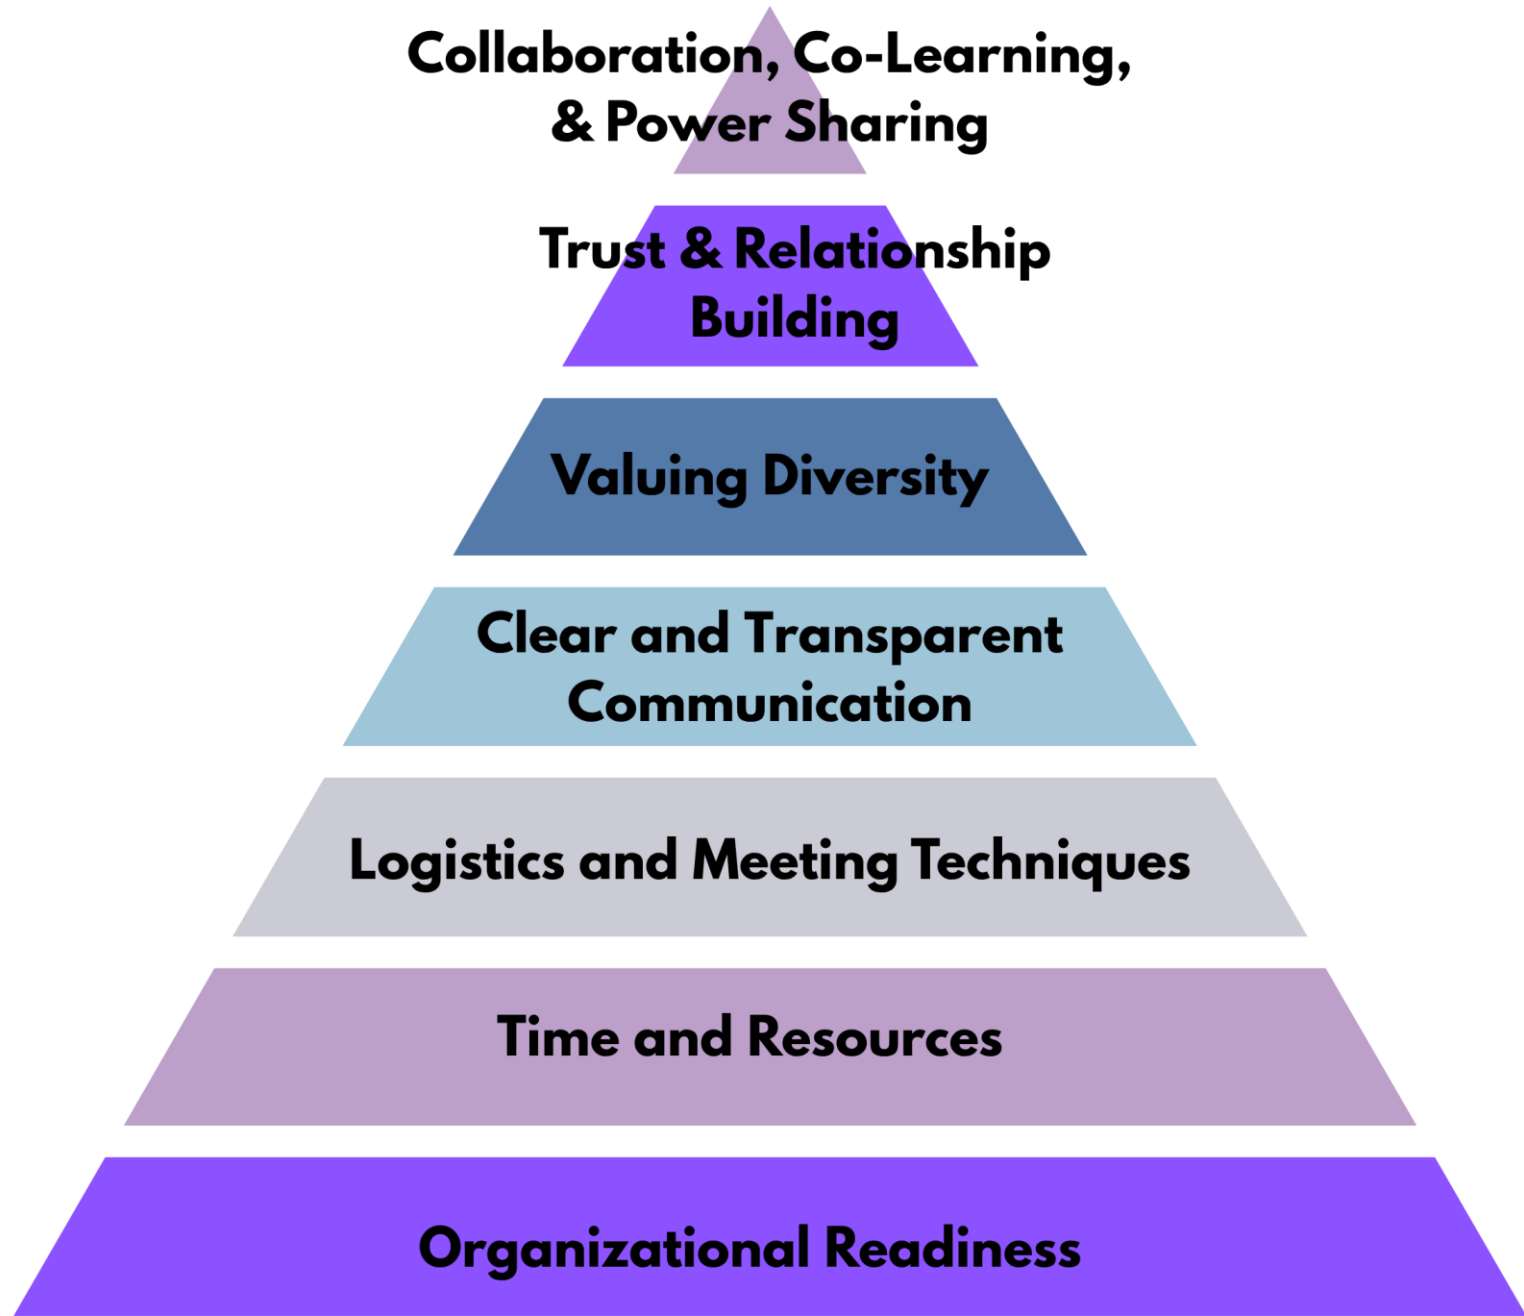 Collaboration, Co-Learning,
& Power Sharing
Trust & Relationship
Building
Valuing Diversity
Clear and Transparent
Communication
Logistics and Meeting Techniques
Time and Resources
Organizational Readiness